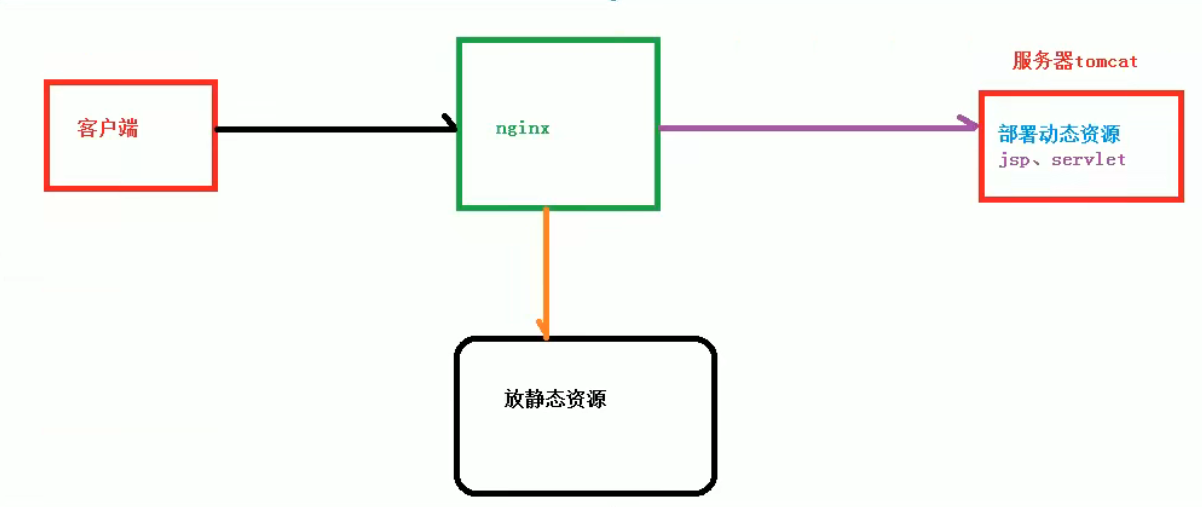 客户端
nginx
服务器tomcat
部署动态资源
jsp、servlet
放静态资源